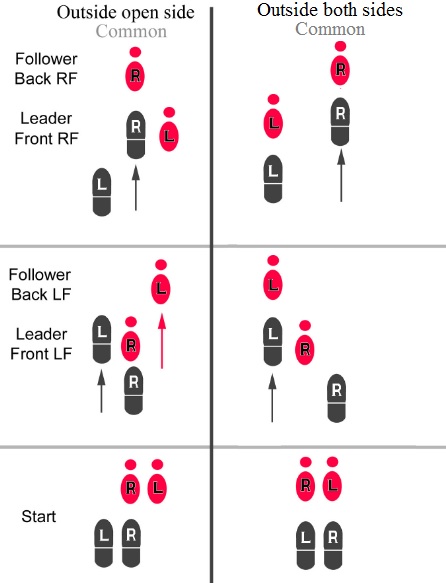 Outside open side
Common
Outside both sides
Common
Follower
Back RF
R
R
Leader
Front RF
R
L
L
R
L
L
Follower
Back LF
L
L
Leader
Front LF
L
R
R
L
R
R
Start
R L
R L
L R
L R